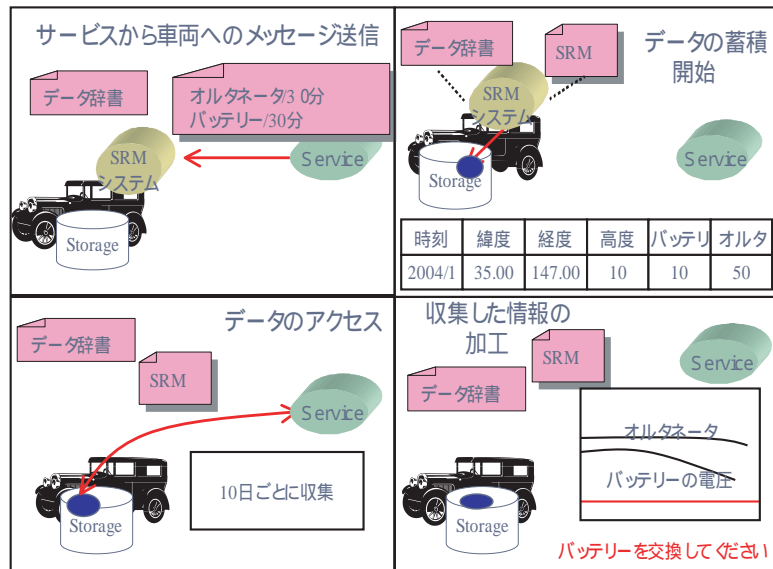 サービスから車両へのメッセージ送信
データ辞書
オルタネータ/30分
バッテリー/30分
SRM
システム
Service
Storage
データの蓄積
開始
データ辞書
SRM
SRM
システム
Service
Storage
時刻 緯度 経度 高度 バッテリ オルタ
2004/1 35.00 147.00 10 10 50
データのアクセス
データ辞書
SRM
Service
10日ごとに収集
Storage
収集した情報の
加工
SRM
データ辞書
Service
オルタネータ
バッテリーの電圧
Storage
バッテリーを交換してください